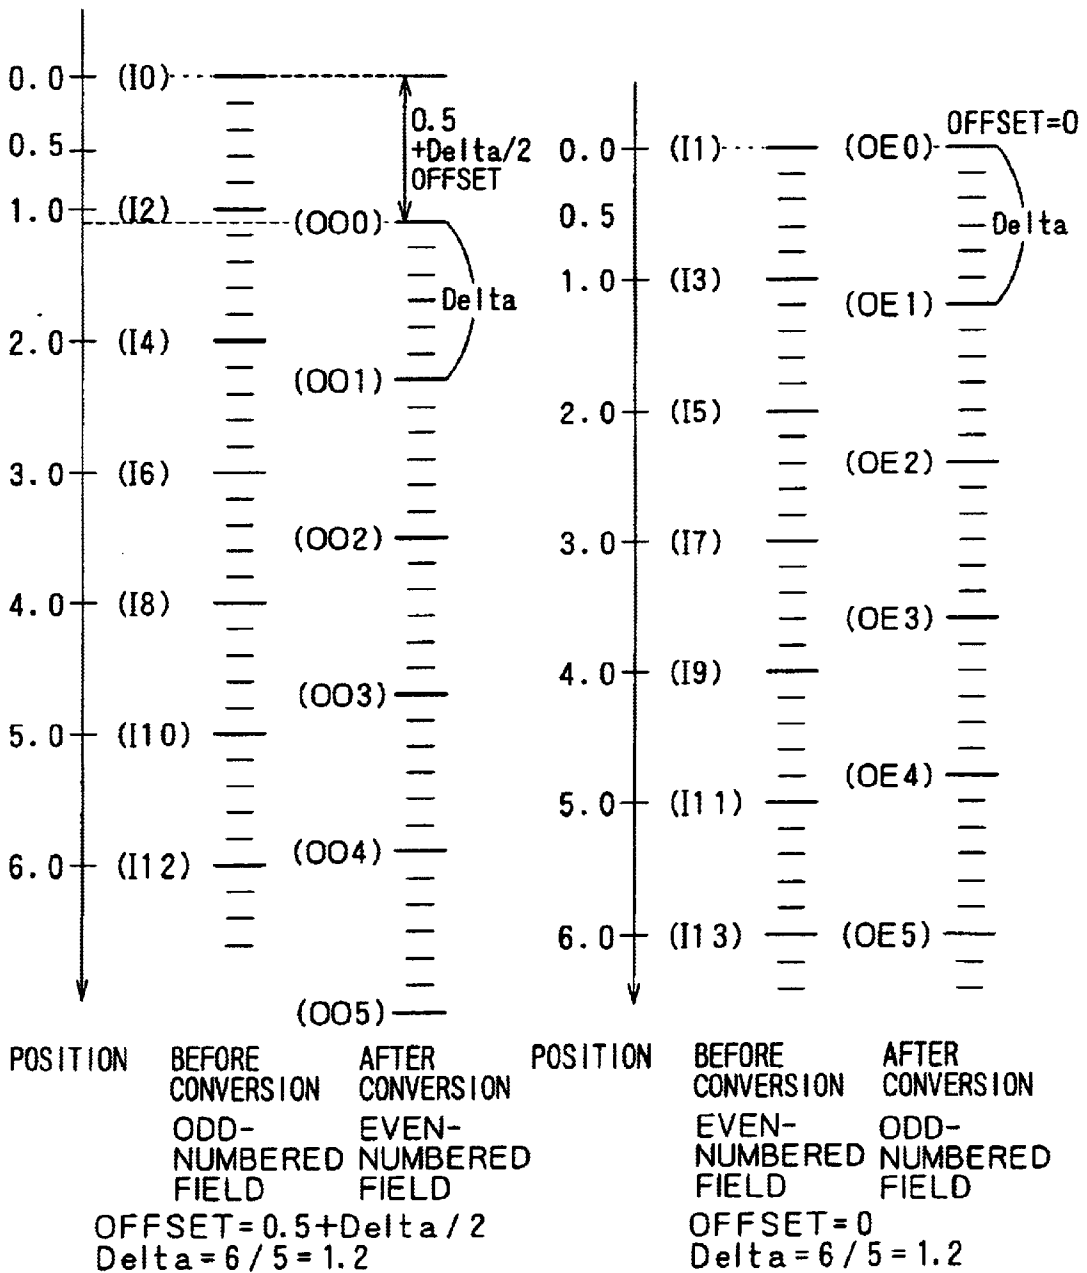 0.0 (I0)
0.5
1.0 (I2)
2.0 (I4)
3.0 (I6)
4.0 (I8)
5.0 (I10)
6.0 (I12)
0.5
+Delta/2
OFFSET
(OO0)
Delta
(OO1)
(OO2)
(OO3)
(OO4)
(OO5)
POSITION
BEFORE
CONVERSION
ODD-
NUMBERED
FIELD
AFTER
CONVERSION
EVEN-
NUMBERED
FIELD
OFFSET=0.5+Delta/2
Delta=6/5=1.2
0.0 (I1)
0.5
1.0 (I3)
2.0 (I5)
3.0 (I7)
4.0 (I9)
5.0 (I11)
6.0 (I13)
OFFSET=0
(OE0)
Delta
(OE1)
(OE2)
(OE3)
(OE4)
(OE5)
POSITION
BEFORE
CONVERSION
EVEN-
NUMBERED
FIELD
AFTER
CONVERSION
ODD-
NUMBERED
FIELD
OFFSET=0
Delta=6/5=1.2